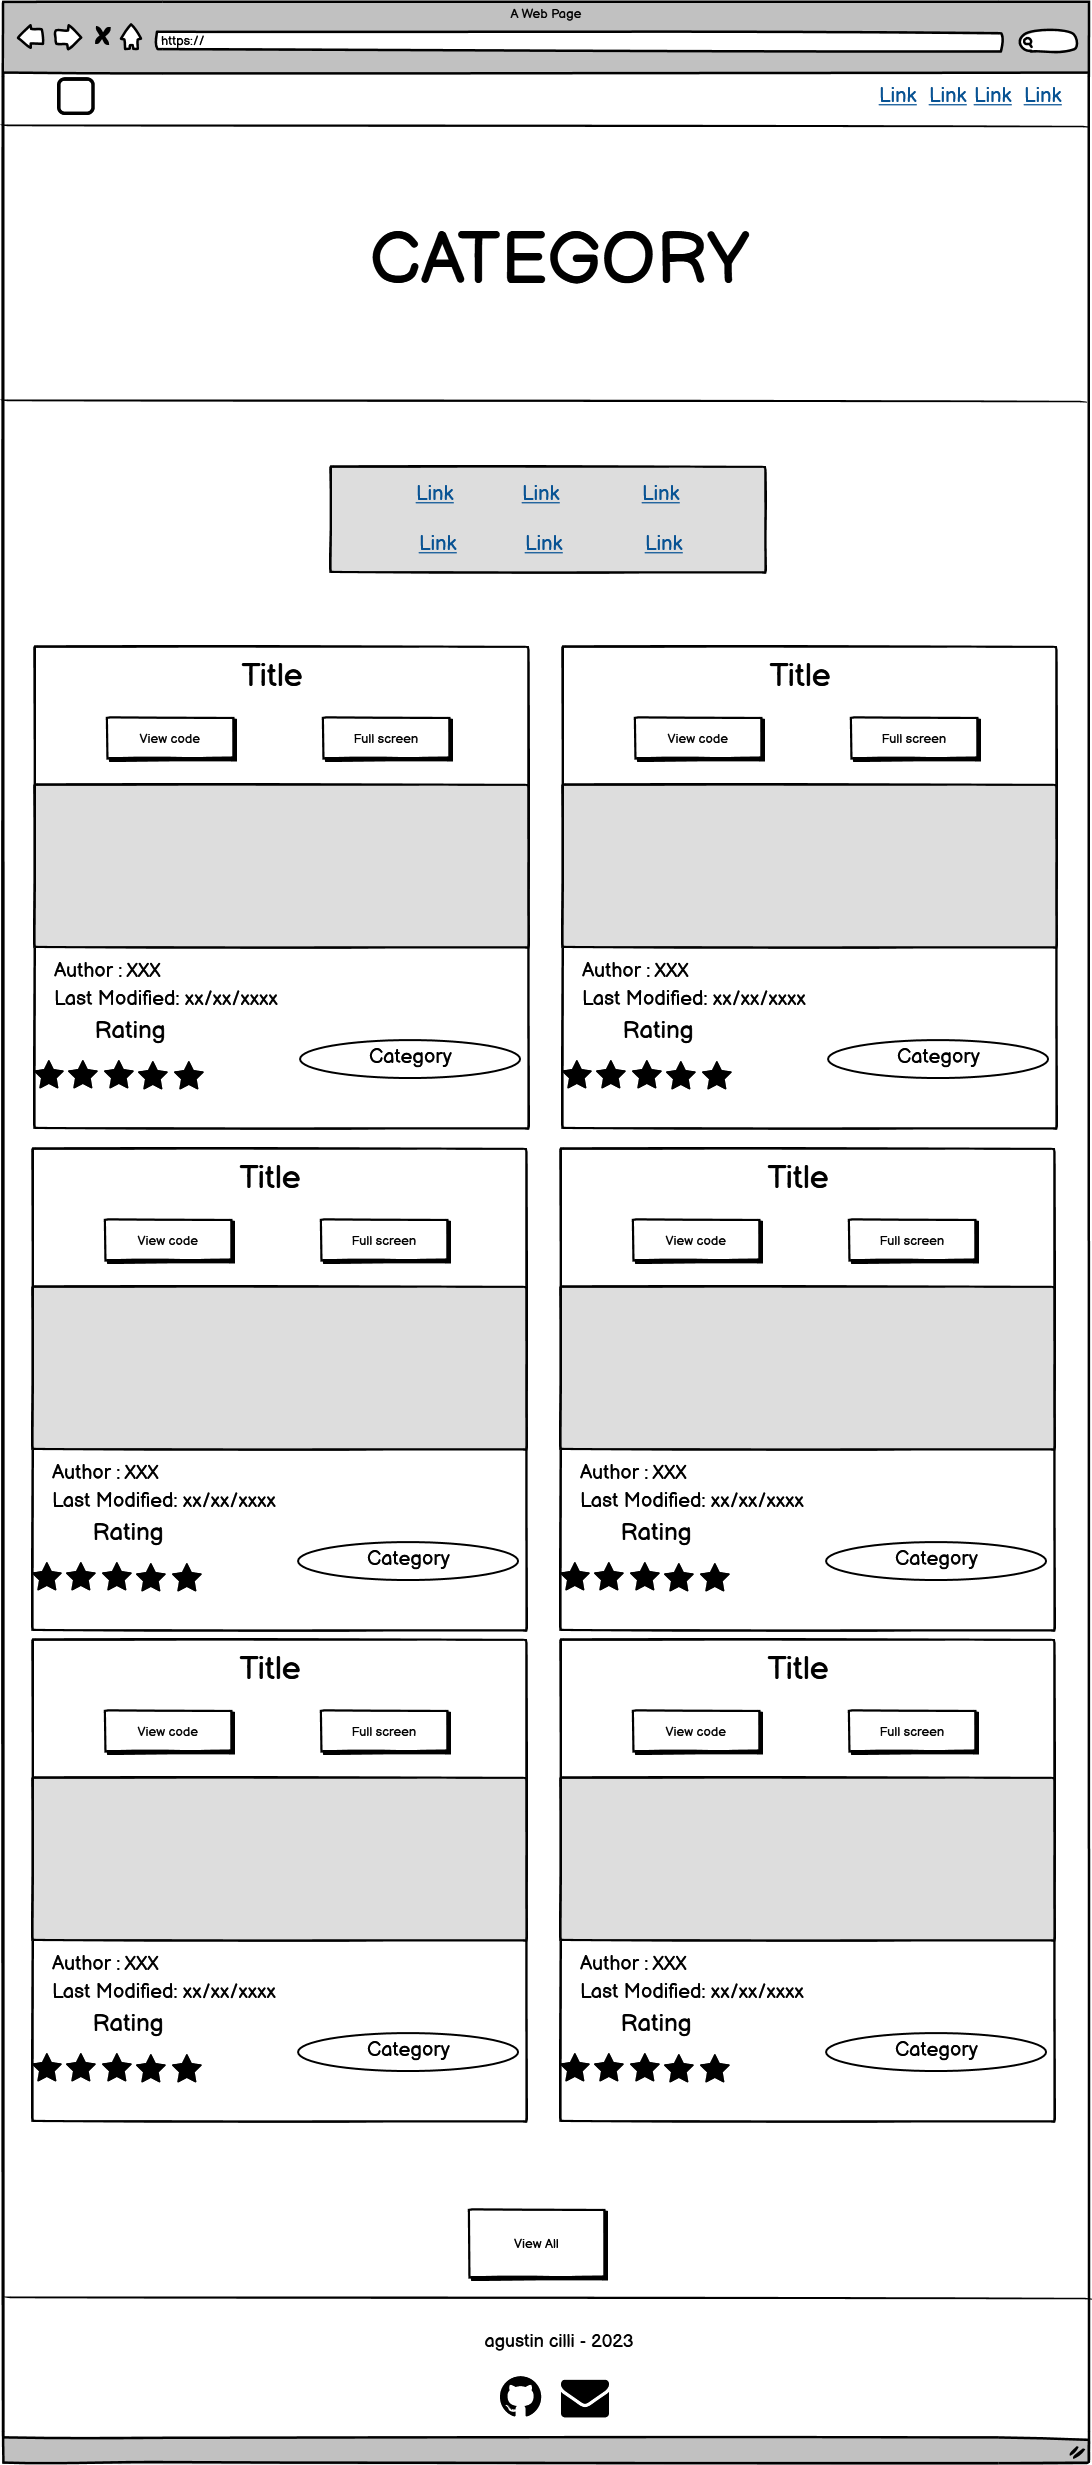 A Web Page
https://
Link Link Link Link
CATEGORY
Link Link Link
Link Link Link
Title Title
View code Full screen View code Full screen
Author : XXX Author : XXX
Last Modified: xx/xx/xxxx Last Modified: xx/xx/xxxx
Rating Rating
Category Category
Title Title
View code Full screen View code Full screen
Author : XXX Author : XXX
Last Modified: xx/xx/xxxx Last Modified: xx/xx/xxxx
Rating Rating
Category Category
Title Title
View code Full screen View code Full screen
Author : XXX Author : XXX
Last Modified: xx/xx/xxxx Last Modified: xx/xx/xxxx
Rating Rating
Category Category
View All
agustin cilli - 2023